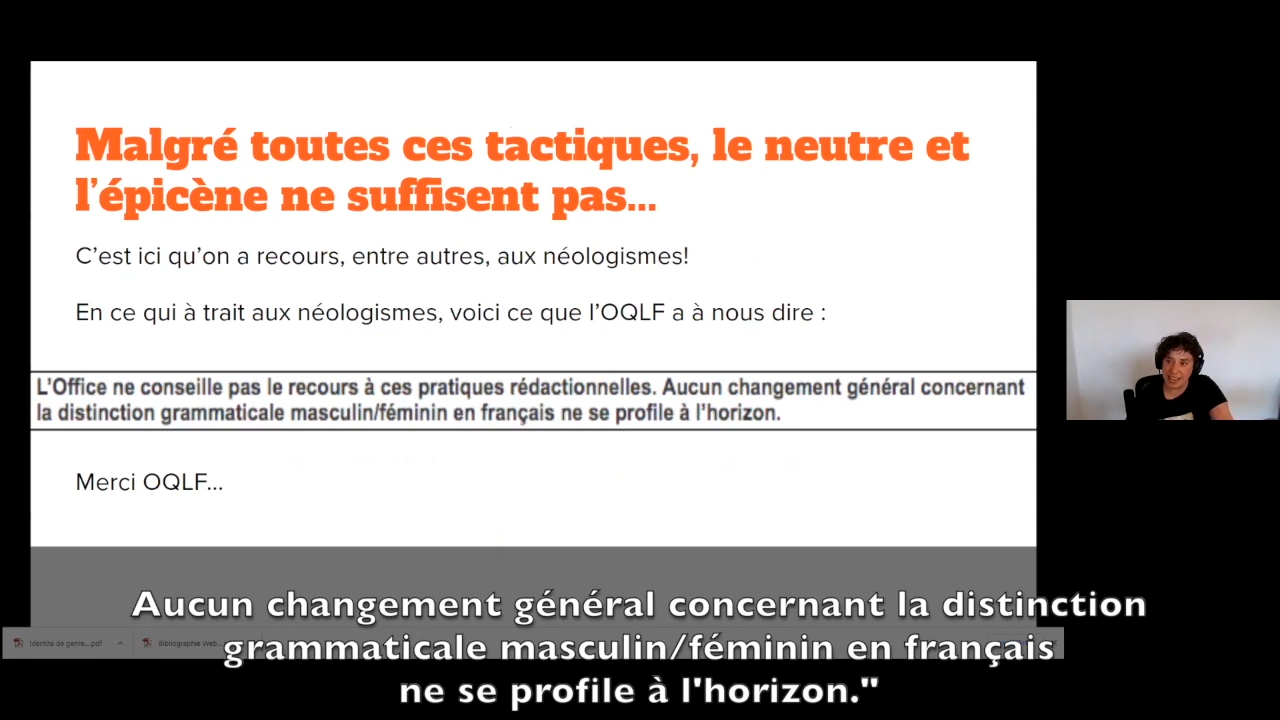 Malgré toutes ces tactiques, le neutre et
l’épicène ne suffisent pas...
C’est ici qu’on a recours, entre autres, aux néologismes!
En ce qui à trait aux néologismes, voici ce que l’OQLF a à nous dire :
L’Office ne conseille pas le recours à ces pratiques rédactionnelles. Aucun changement général concernant
la distinction grammaticale masculin/féminin en français ne se profile à l’horizon.
Merci OQLF...
Aucun changement général concernant la distinction
Identité de genre....pdf
Bibliographie Web...
grammaticale masculin/féminin en français
ne se profile à l'horizon."